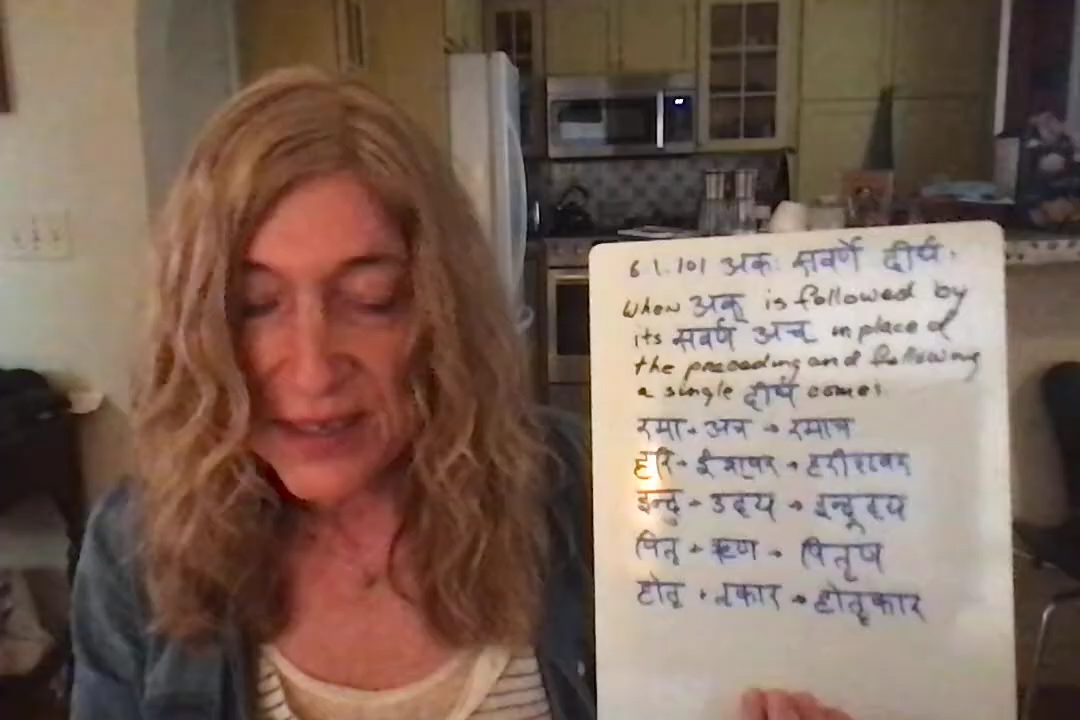 6.1.101 अकः सवर्णे दीर्घः
When अक् is followed by
its सवर्ण अच् in place of
the preceeding and following
a single दीर्घ comes
रमा + अत्र → रमात्र
हरि + ईश्वर → हरीश्वर
इन्दु + उदय → इन्दूदय
पितृ + ऋण → पितॄण
होतृ + ऌकार → होतॄकार